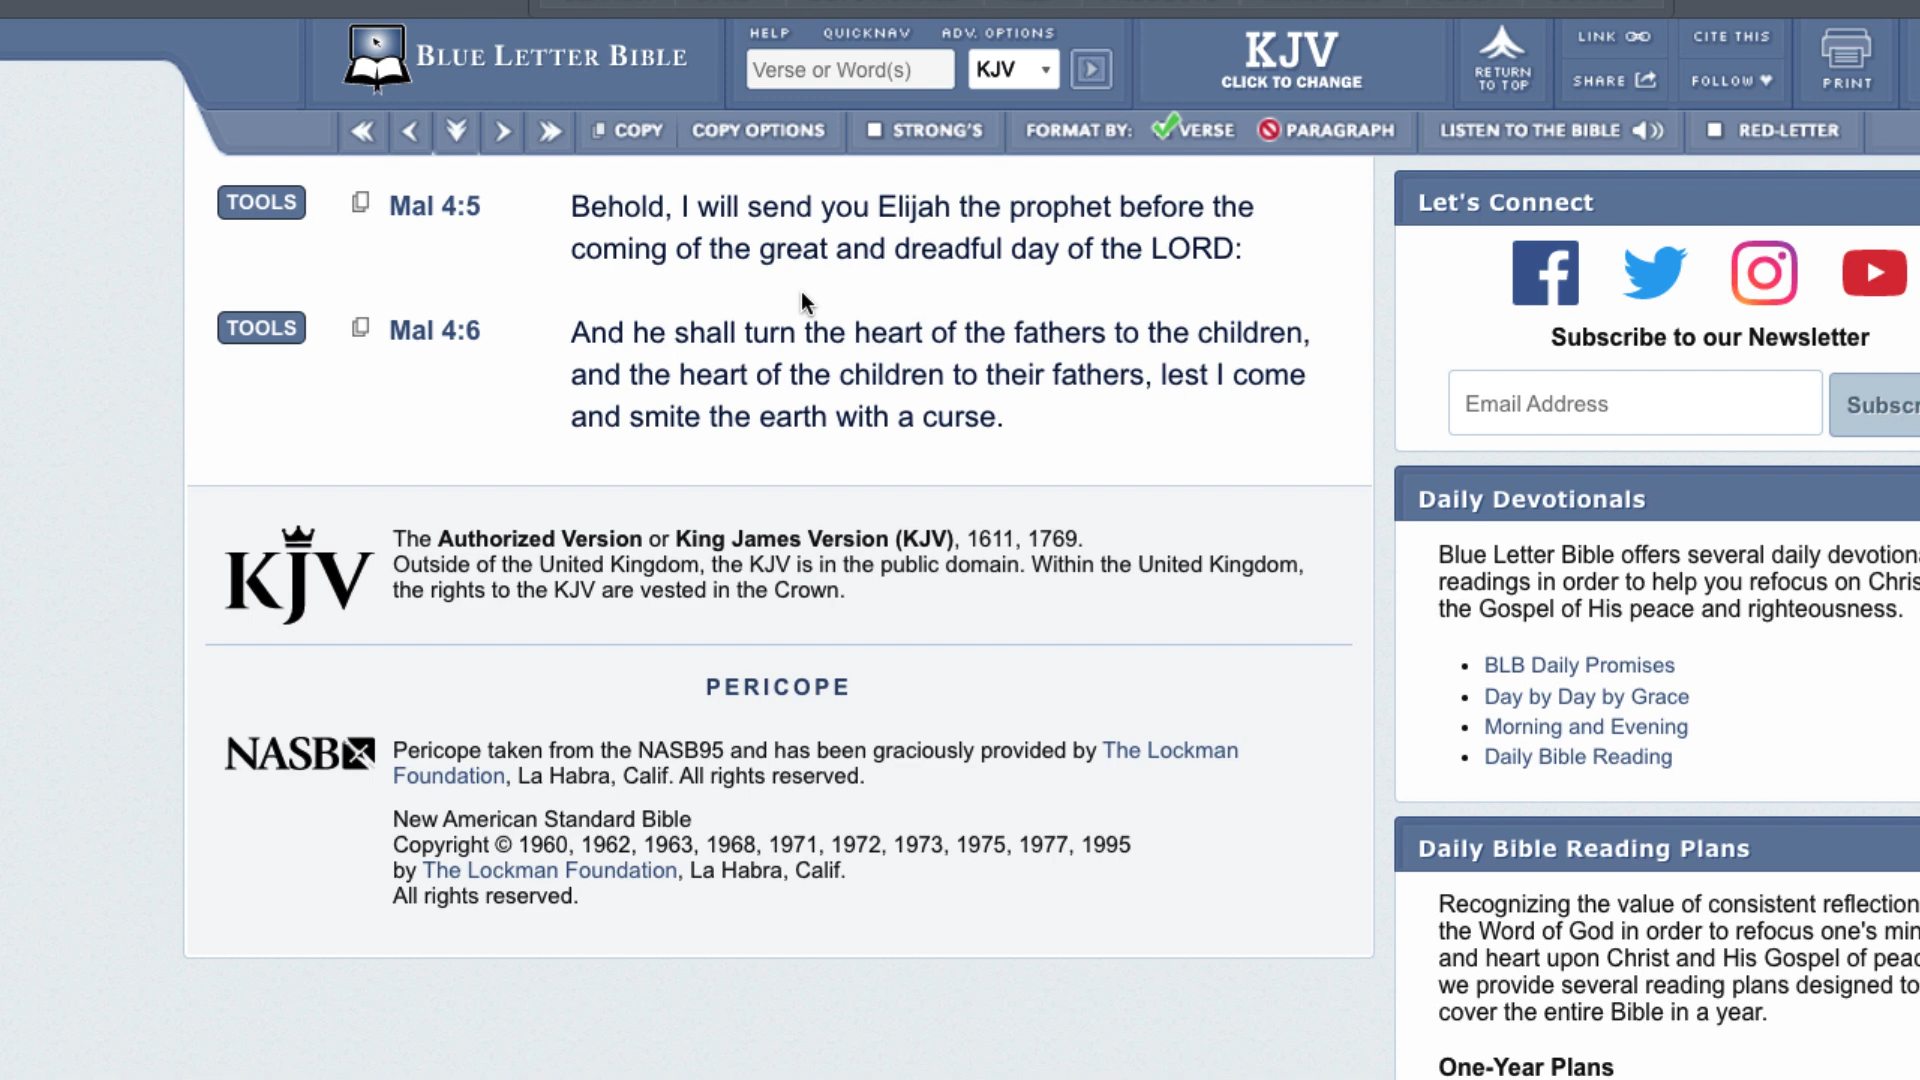 BLUE LETTER BIBLE
HELP QUICKNAV ADV. OPTIONS
Verse or Word(s) KJV
KJV
CLICK TO CHANGE
RETURN
TO TOP
LINK
SHARE
CITE THIS
FOLLOW
PRINT
COPY COPY OPTIONS STRONG'S FORMAT BY: VERSE PARAGRAPH LISTEN TO THE BIBLE RED-LETTER
TOOLS Mal 4:5 Behold, I will send you Elijah the prophet before the
coming of the great and dreadful day of the LORD:
TOOLS Mal 4:6 And he shall turn the heart of the fathers to the children,
and the heart of the children to their fathers, lest I come
and smite the earth with a curse.
KJV
The Authorized Version or King James Version (KJV), 1611, 1769.
Outside of the United Kingdom, the KJV is in the public domain. Within the United Kingdom,
the rights to the KJV are vested in the Crown.
PERICOPE
NASB
Pericope taken from the NASB95 and has been graciously provided by The Lockman
Foundation, La Habra, Calif. All rights reserved.
New American Standard Bible
Copyright © 1960, 1962, 1963, 1968, 1971, 1972, 1973, 1975, 1977, 1995
by The Lockman Foundation, La Habra, Calif.
All rights reserved.
Let's Connect
Subscribe to our Newsletter
Email Address Subscr
Daily Devotionals
Blue Letter Bible offers several daily devotiona
readings in order to help you refocus on Chris
the Gospel of His peace and righteousness.
• BLB Daily Promises
• Day by Day by Grace
• Morning and Evening
• Daily Bible Reading
Daily Bible Reading Plans
Recognizing the value of consistent reflection
the Word of God in order to refocus one's min
and heart upon Christ and His Gospel of peac
we provide several reading plans designed to
cover the entire Bible in a year.
One-Year Plans